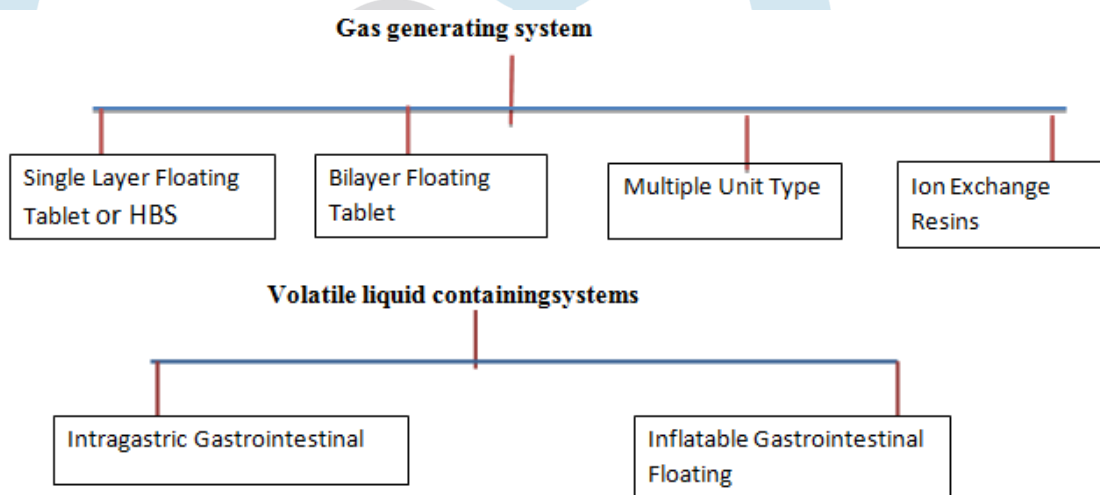 Gas generating system
Single Layer Floating
Tablet or HBS
Bilayer Floating
Tablet
Multiple Unit Type
Ion Exchange
Resins
Volatile liquid containingsystems
Intragastric Gastrointestinal
Inflatable Gastrointestinal
Floating